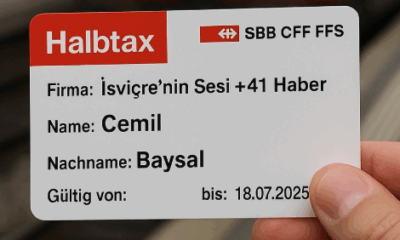 Halbtax
SBB CFF FFS
Firma: İsviçre'nin Sesi +41 Haber
Name: Cemil
Nachname: Baysal
Gültig von: bis: 18.07.2025